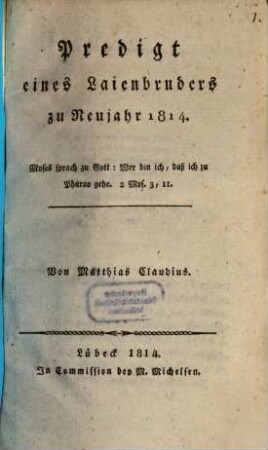 1.
Predigt
eines Laienbruders
zu Neujahr 1814.
Moses sprach zu Gott: Wer bin ich, daß ich zu
Pharao gehe. 2 Mos. 3, 11.
Von Matthias Claudius.
Lübeck 1814.
In Commission bey M. Michelsen.